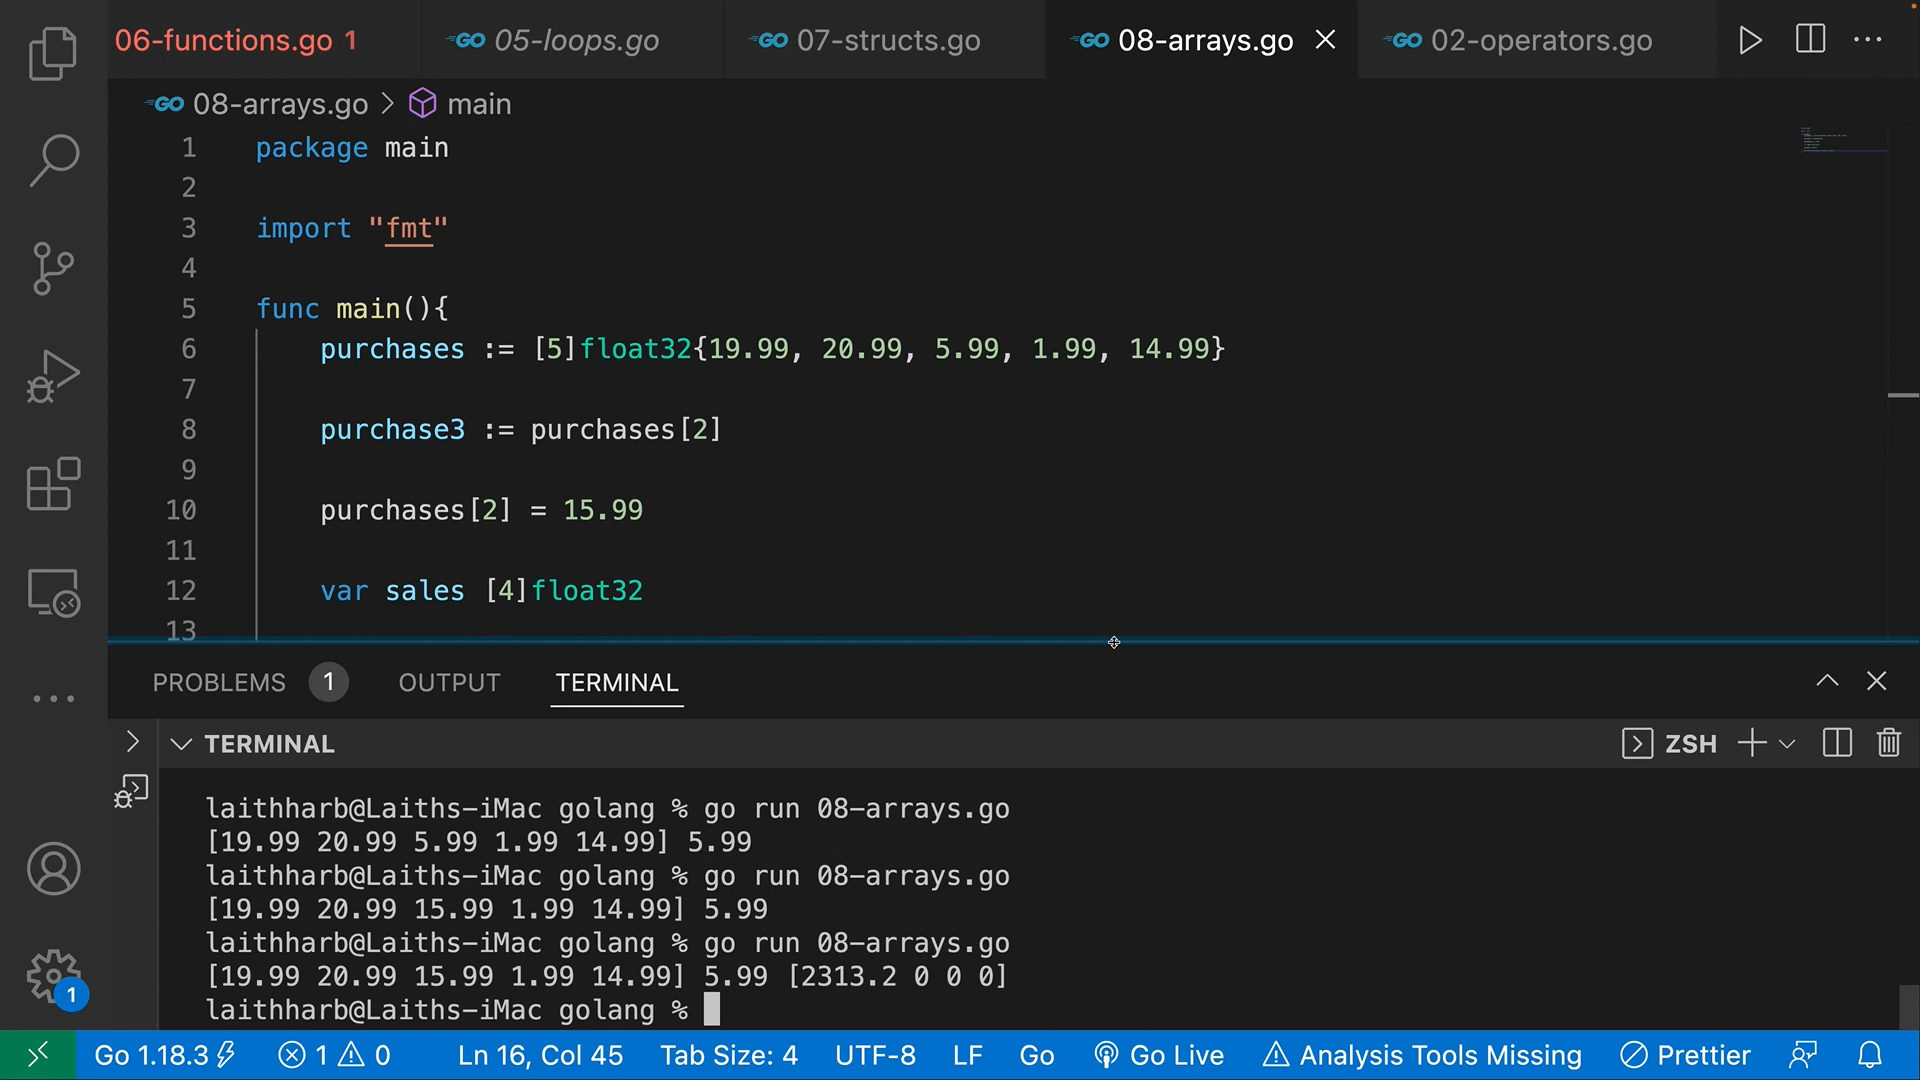 06-functions.go 1 GO 05-loops.go GO 07-structs.go GO 08-arrays.go GO 02-operators.go
GO 08-arrays.go > main
1 package main
2
3 import "fmt"
4
5 func main(){
6 purchases := [5]float32{19.99, 20.99, 5.99, 1.99, 14.99}
7
8 purchase3 := purchases[2]
9
10 purchases[2] = 15.99
11
12 var sales [4]float32
13
PROBLEMS 1 OUTPUT TERMINAL
TERMINAL ZSH
laithharb@Laiths-iMac golang % go run 08-arrays.go
[19.99 20.99 5.99 1.99 14.99] 5.99
laithharb@Laiths-iMac golang % go run 08-arrays.go
[19.99 20.99 15.99 1.99 14.99] 5.99
laithharb@Laiths-iMac golang % go run 08-arrays.go
[19.99 20.99 15.99 1.99 14.99] 5.99 [2313.2 0 0 0]
laithharb@Laiths-iMac golang %
1
Go 1.18.3 1 0 Ln 16, Col 45 Tab Size: 4 UTF-8 LF Go Go Live Analysis Tools Missing Prettier